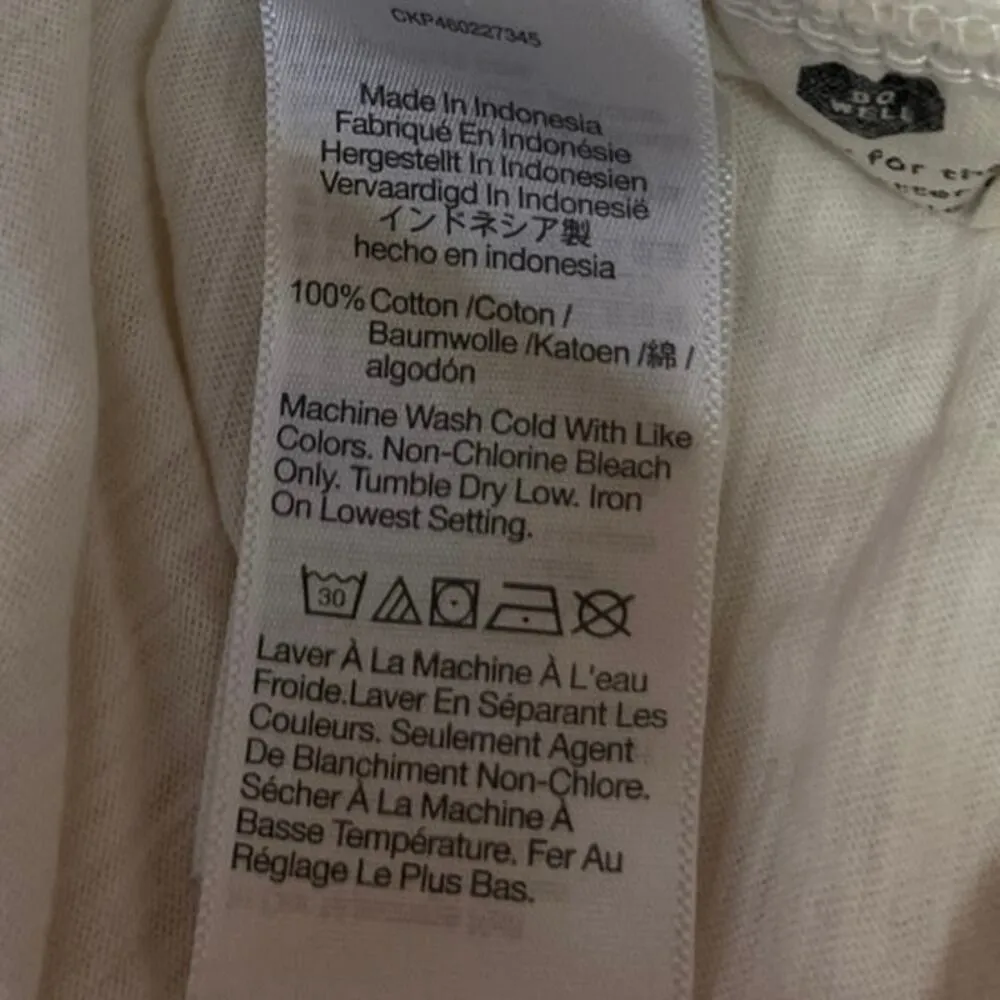 CKP460227345
Made In Indonesia
Fabriqué En Indonésie
Hergestellt In Indonesien
Vervaardigd In Indonesië
インドネシア製
hecho en indonesia
100% Cotton /Coton /
Baumwolle /Katoen /綿 /
algodón
Machine Wash Cold With Like
Colors. Non-Chlorine Bleach
Only. Tumble Dry Low. Iron
On Lowest Setting.
30
Laver À La Machine À L'eau
Froide.Laver En Séparant Les
Couleurs. Seulement Agent
De Blanchiment Non-Chlore.
Sécher À La Machine À
Basse Température. Fer Au
Réglage Le Plus Bas.
DO
WELL
for